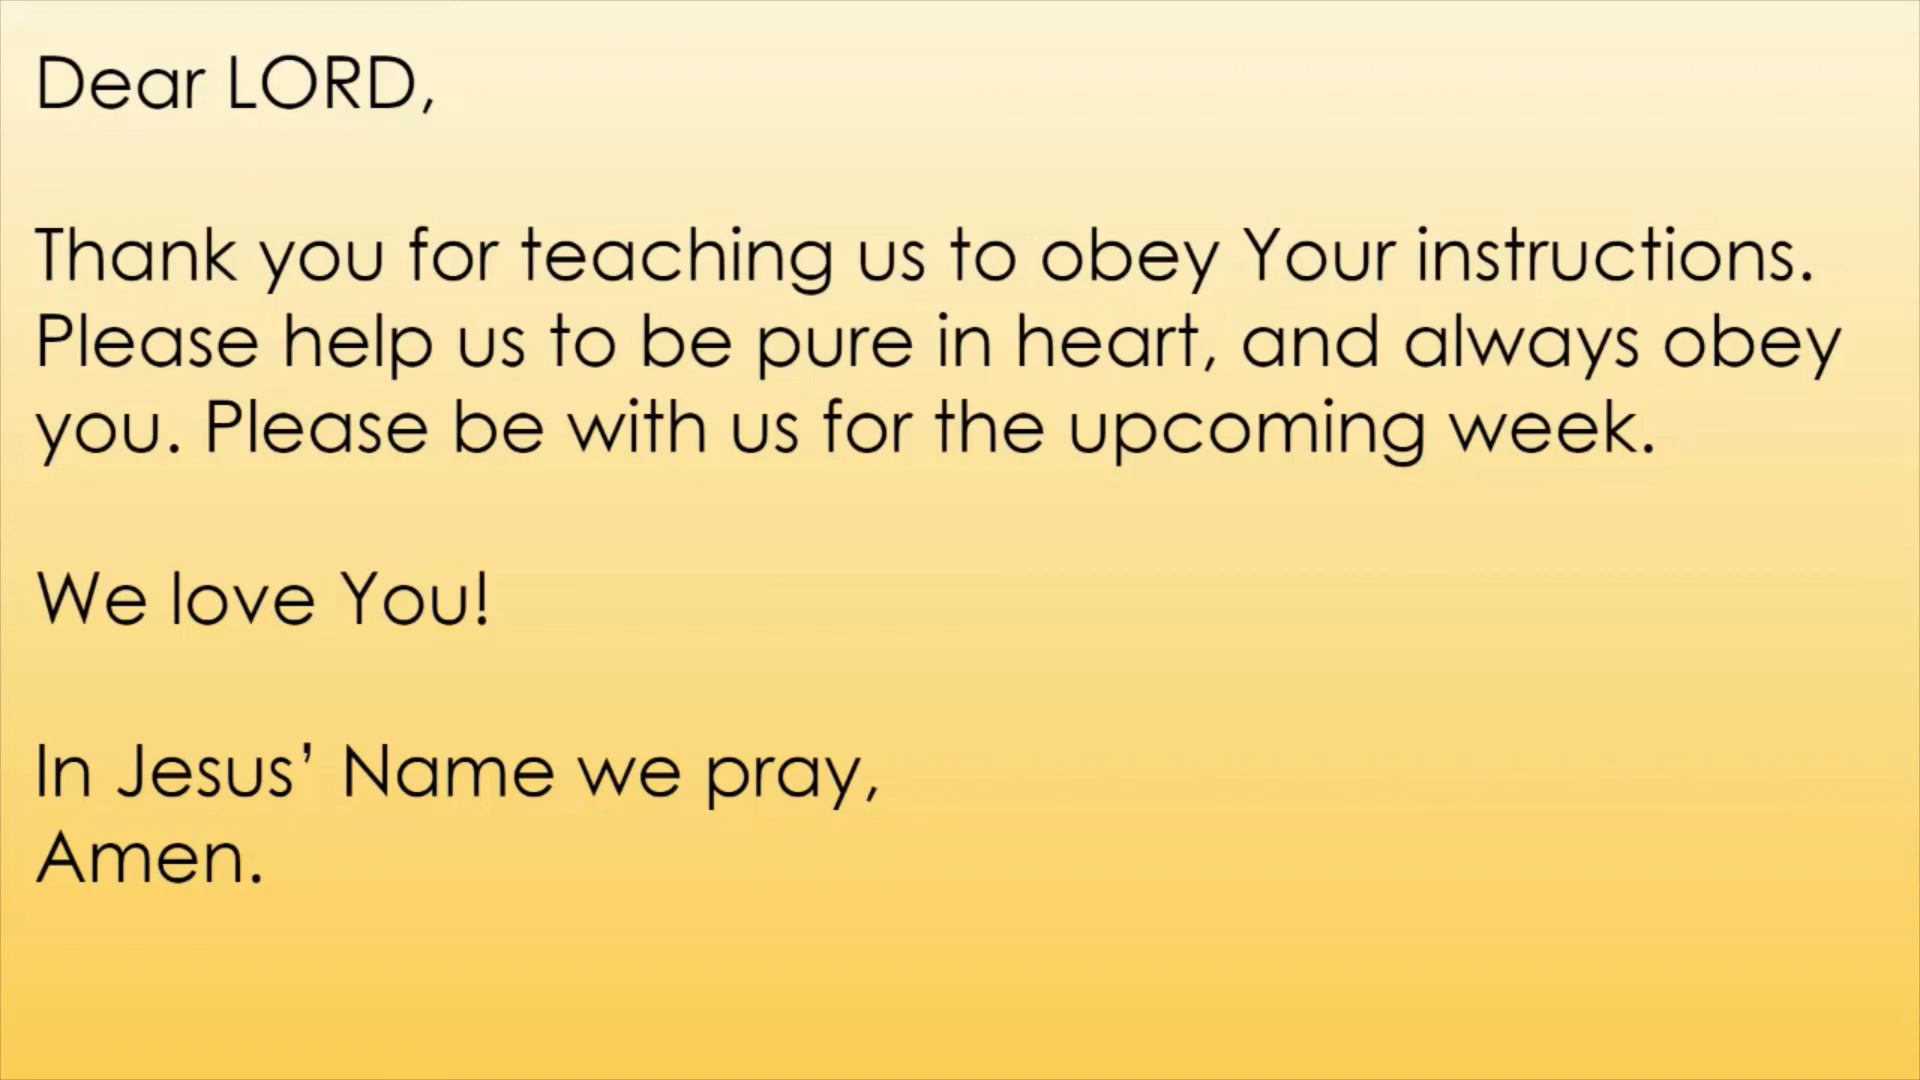 Dear LORD,
Thank you for teaching us to obey Your instructions.
Please help us to be pure in heart, and always obey
you. Please be with us for the upcoming week.
We love You!
In Jesus’ Name we pray,
Amen.